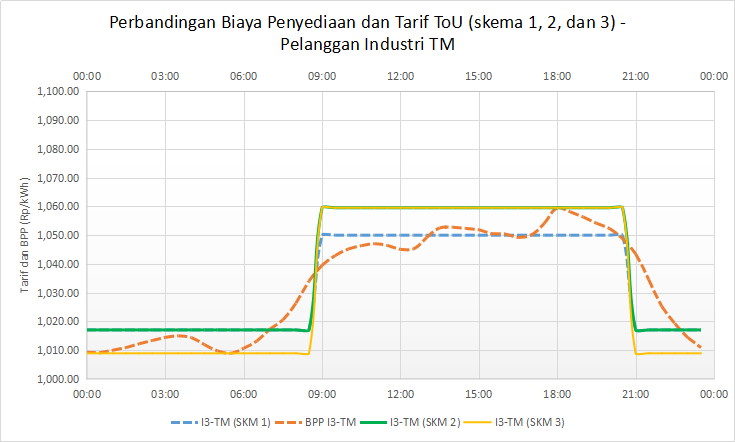 Perbandingan Biaya Penyediaan dan Tarif ToU (skema 1, 2, dan 3) -
Pelanggan Industri TM
00:00 03:00 06:00 09:00 12:00 15:00 18:00 21:00 00:00
Tarif dan BPP (Rp/kWh)
1,100.00
1,090.00
1,080.00
1,070.00
1,060.00
1,050.00
1,040.00
1,030.00
1,020.00
1,010.00
1,000.00
00:00 03:00 06:00 09:00 12:00 15:00 18:00 21:00 00:00
I3-TM (SKM 1) BPP I3-TM I3-TM (SKM 2) I3-TM (SKM 3)